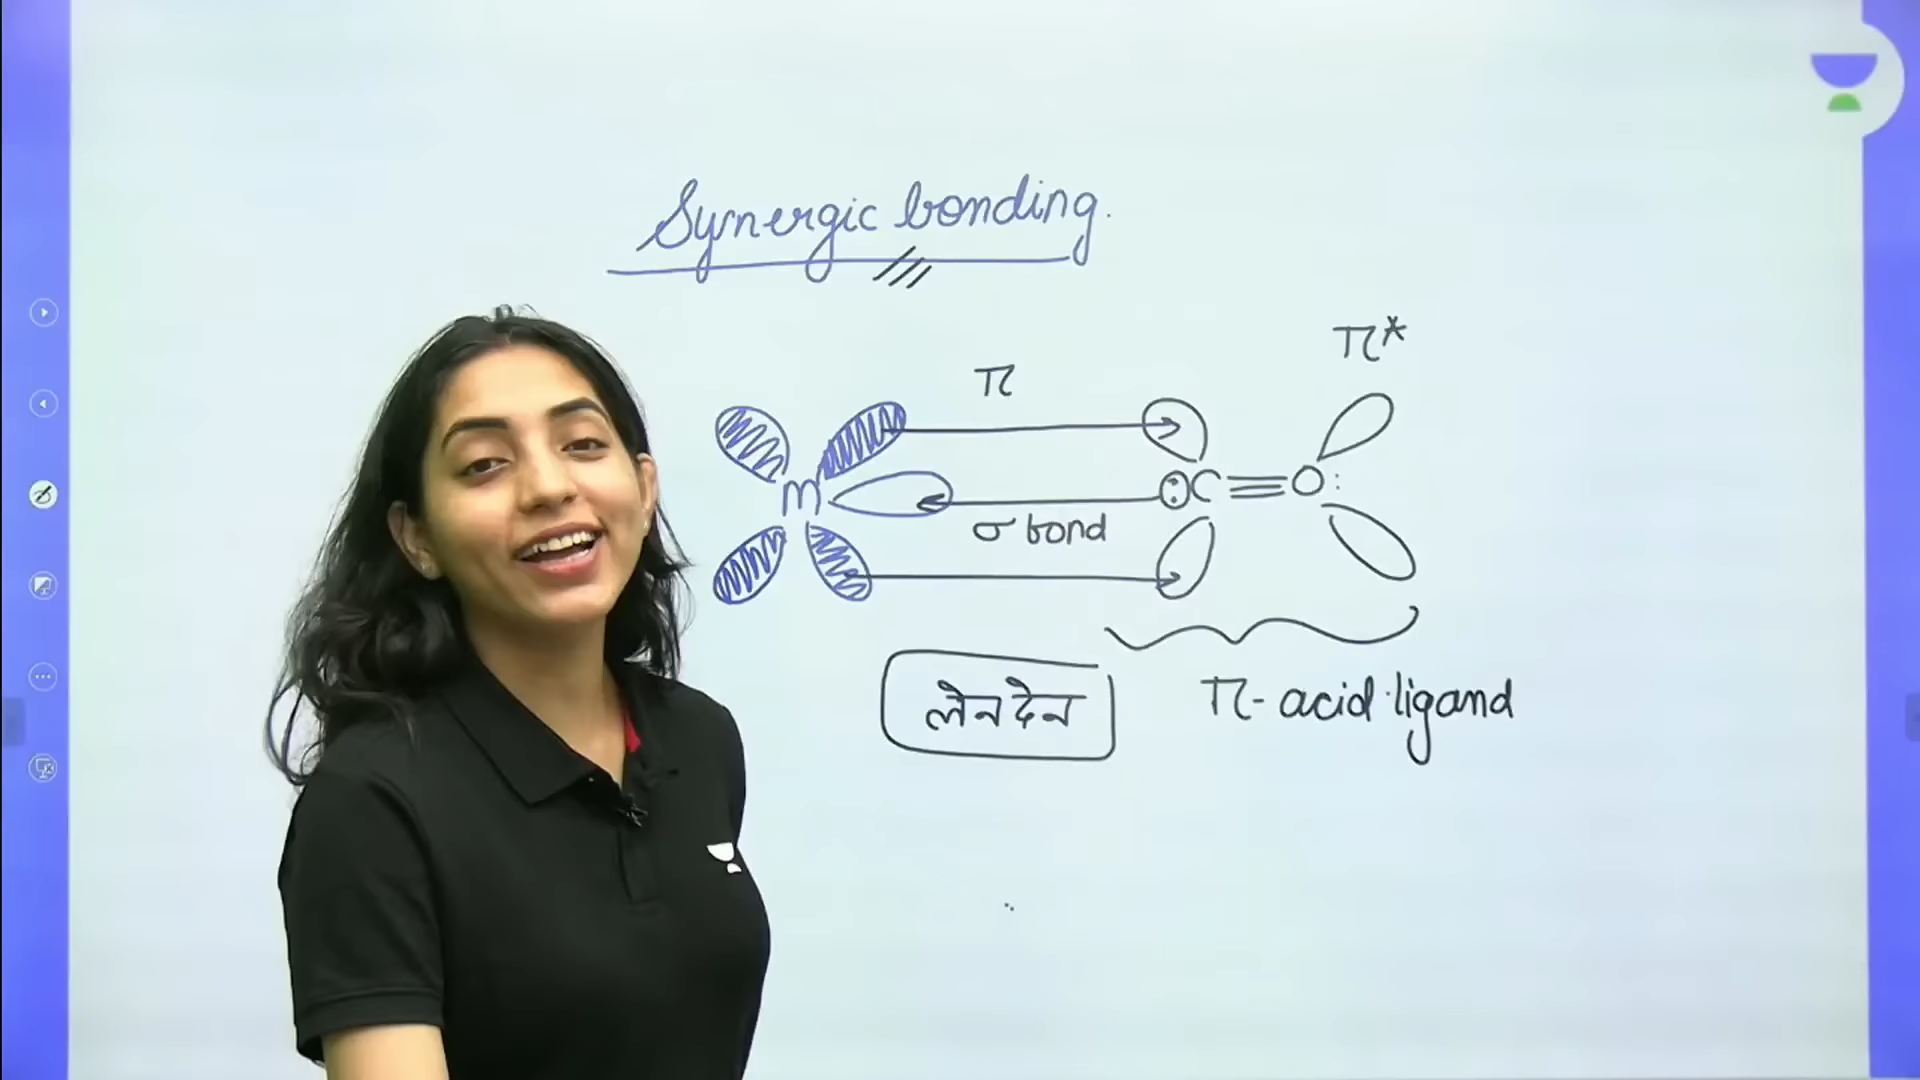 Synergic bonding.
π*
π
M :C≡O:
σ bond
लेन देन
π-acid ligand